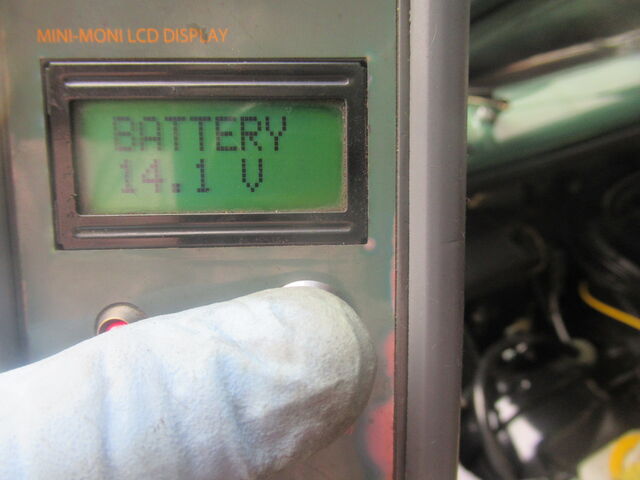 MINI-MONI LCD DISPLAY
BATTERY
14.1 V